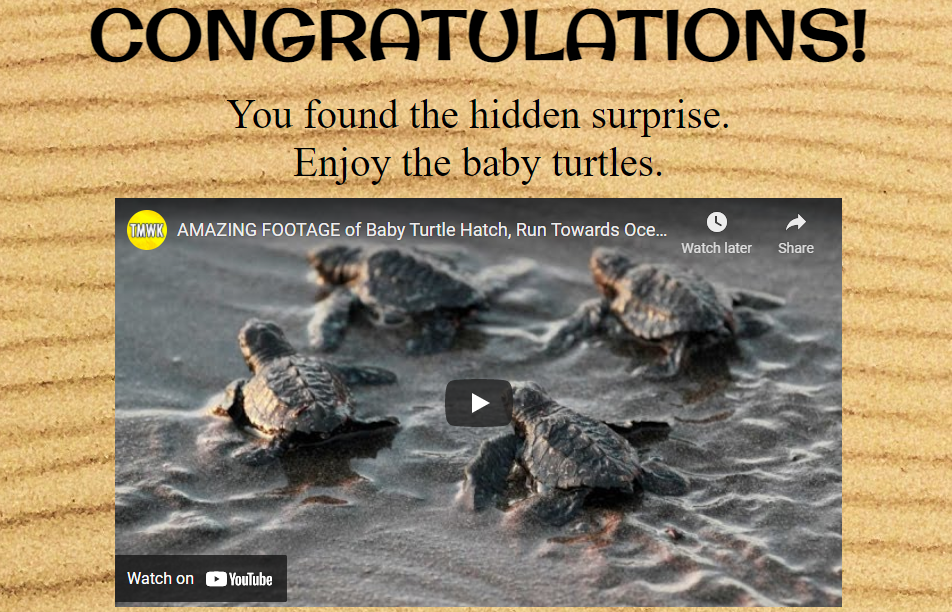 CONGRATULATIONS!
You found the hidden surprise.
Enjoy the baby turtles.
TMWK AMAZING FOOTAGE of Baby Turtle Hatch, Run Towards Oce...
Watch later Share
Watch on YouTube